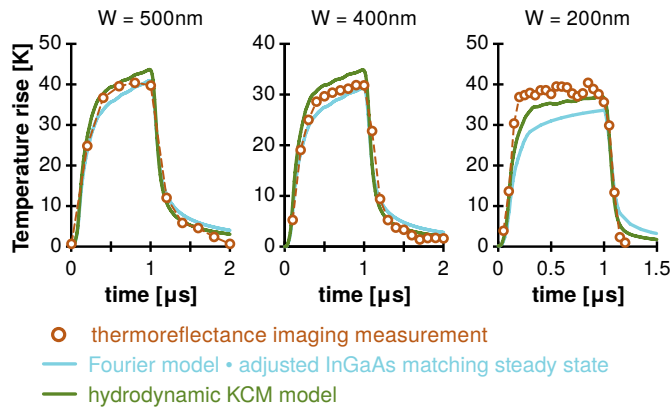 W = 500nm
W = 400nm
W = 200nm
Temperature rise [K]
50
40
30
20
10
0
0
1
2
time [µs]
40
30
20
10
0
0
1
2
time [µs]
50
40
30
20
10
0
0
0.5
1
1.5
time [µs]
thermoreflectance imaging measurement
Fourier model • adjusted InGaAs matching steady state
hydrodynamic KCM model